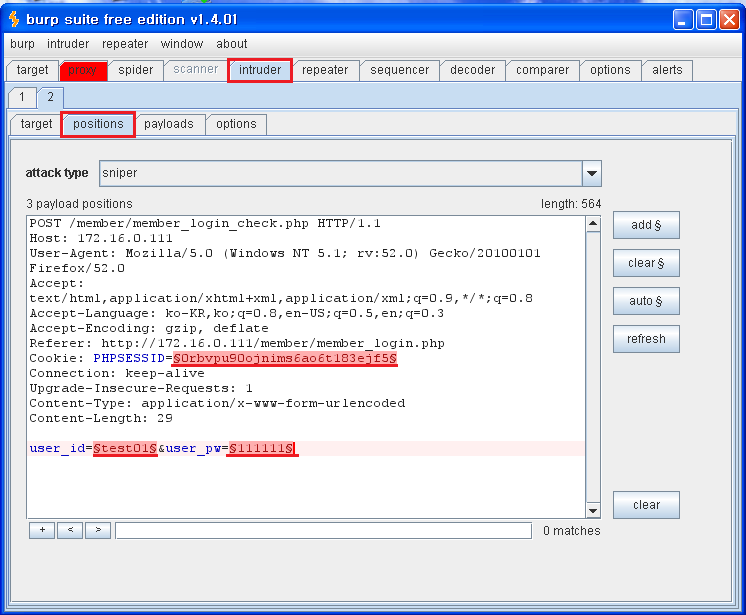 burp suite free edition v1.4.01
burp intruder repeater window about
target proxy spider scanner intruder repeater sequencer decoder comparer options alerts
1 2
target positions payloads options
attack type sniper
3 payload positions length: 564
POST /member/member_login_check.php HTTP/1.1
Host: 172.16.0.111
User-Agent: Mozilla/5.0 (Windows NT 5.1; rv:52.0) Gecko/20100101
Firefox/52.0
Accept:
text/html,application/xhtml+xml,application/xml;q=0.9,*/*;q=0.8
Accept-Language: ko-KR,ko;q=0.8,en-US;q=0.5,en;q=0.3
Accept-Encoding: gzip, deflate
Referer: http://172.16.0.111/member/member_login.php
Cookie: PHPSESSID=§0rbvpu90ojnims6ao6t183ejf5§
Connection: keep-alive
Upgrade-Insecure-Requests: 1
Content-Type: application/x-www-form-urlencoded
Content-Length: 29
user_id=§test01§&user_pw=§111111§
add §
clear §
auto §
refresh
clear
+ < > 0 matches